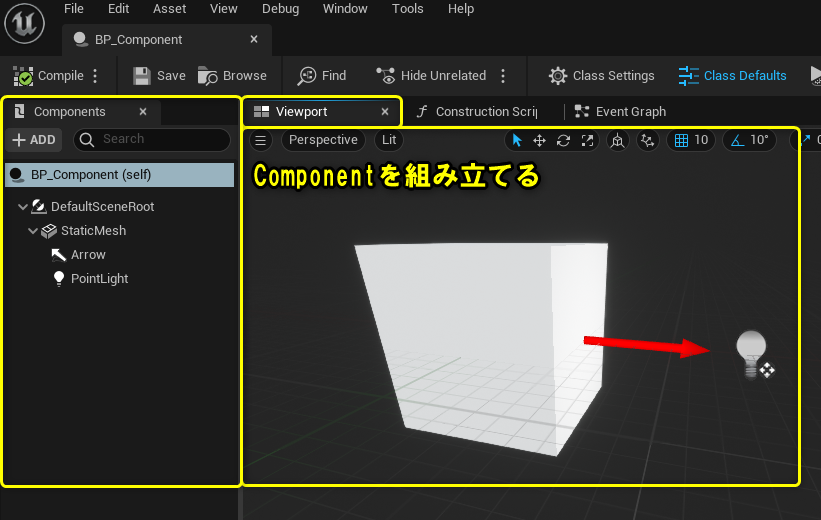 File Edit Asset View Debug Window Tools Help
BP_Component
Compile Save Browse Find Hide Unrelated Class Settings Class Defaults
Components Viewport Construction Scrip Event Graph
ADD Search Perspective Lit 10 10°
BP_Component (self)
Componentを組み立てる
DefaultSceneRoot
StaticMesh
Arrow
PointLight